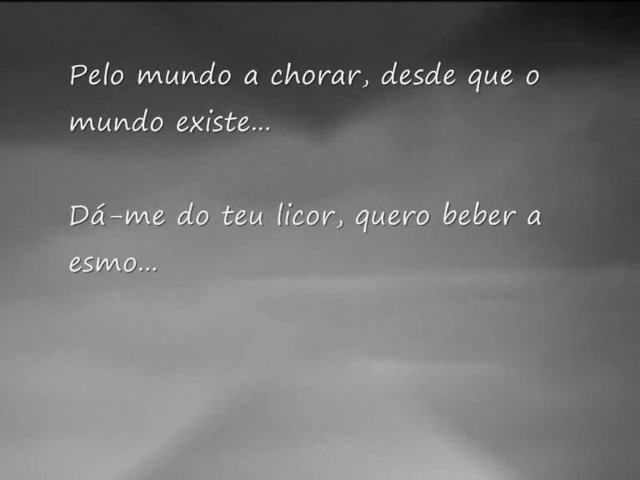 Pelo mundo a chorar, desde que o
mundo existe...
Dá-me do teu licor, quero beber a
esmo...